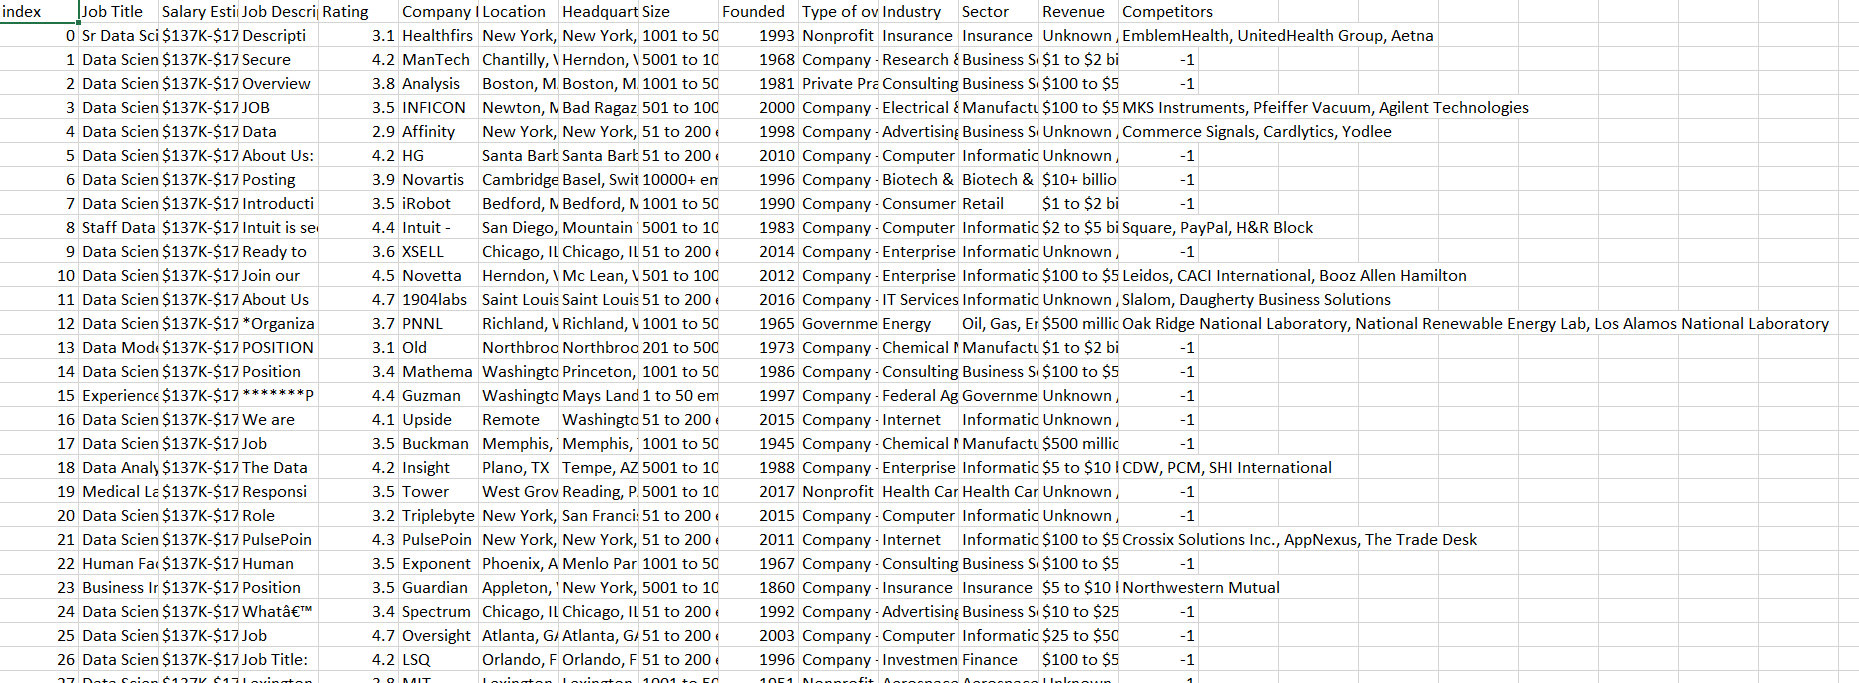 index Job Title Salary Esti Job Descri Rating Company Location Headquart Size Founded Type of ov Industry Sector Revenue Competitors
0 Sr Data Sci $137K-$17 Descripti 3.1 Healthfirs New York, New York, 1001 to 50 1993 Nonprofit Insurance Insurance Unknown EmblemHealth, UnitedHealth Group, Aetna
1 Data Scien $137K-$17 Secure 4.2 ManTech Chantilly, Herndon, 5001 to 10 1968 Company - Research Business S $1 to $2 bi -1
2 Data Scien $137K-$17 Overview 3.8 Analysis Boston, M Boston, M 1001 to 50 1981 Private Pra Consulting Business S $100 to $5 -1
3 Data Scien $137K-$17 JOB 3.5 INFICON Newton, M Bad Ragaz 501 to 100 2000 Company - Electrical Manufactu $100 to $5 MKS Instruments, Pfeiffer Vacuum, Agilent Technologies
4 Data Scien $137K-$17 Data 2.9 Affinity New York, New York, 51 to 200 e 1998 Company - Advertising Business S Unknown Commerce Signals, Cardlytics, Yodlee
5 Data Scien $137K-$17 About Us: 4.2 HG Santa Barb Santa Barb 51 to 200 e 2010 Company - Computer Informatic Unknown -1
6 Data Scien $137K-$17 Posting 3.9 Novartis Cambridge Basel, Swit 10000+ em 1996 Company - Biotech & Biotech & $10+ billio -1
7 Data Scien $137K-$17 Introducti 3.5 iRobot Bedford, M Bedford, M 1001 to 50 1990 Company - Consumer Retail $1 to $2 bi -1
8 Staff Data $137K-$17 Intuit is see 4.4 Intuit - San Diego, Mountain 5001 to 10 1983 Company - Computer Informatic $2 to $5 bi Square, PayPal, H&R Block
9 Data Scien $137K-$17 Ready to 3.6 XSELL Chicago, IL Chicago, IL 51 to 200 e 2014 Company - Enterprise Informatic Unknown -1
10 Data Scien $137K-$17 Join our 4.5 Novetta Herndon, V Mc Lean, V 501 to 100 2012 Company - Enterprise Informatic $100 to $5 Leidos, CACI International, Booz Allen Hamilton
11 Data Scien $137K-$17 About Us 4.7 1904labs Saint Louis Saint Louis 51 to 200 e 2016 Company - IT Services Informatic Unknown Slalom, Daugherty Business Solutions
12 Data Scien $137K-$17 *Organiza 3.7 PNNL Richland, V Richland, V 1001 to 50 1965 Governme Energy Oil, Gas, En $500 millic Oak Ridge National Laboratory, National Renewable Energy Lab, Los Alamos National Laboratory
13 Data Mode $137K-$17 POSITION 3.1 Old Northbroo Northbroo 201 to 500 1973 Company - Chemical M Manufactu $1 to $2 bi -1
14 Data Scien $137K-$17 Position 3.4 Mathema Washingto Princeton, 1001 to 50 1986 Company - Consulting Business S $100 to $5 -1
15 Experience $137K-$17 *******P 4.4 Guzman Washingto Mays Land 1 to 50 em 1997 Company - Federal Ag Governme Unknown -1
16 Data Scien $137K-$17 We are 4.1 Upside Remote Washingto 51 to 200 e 2015 Company - Internet Informatic Unknown -1
17 Data Scien $137K-$17 Job 3.5 Buckman Memphis, Memphis, 1001 to 50 1945 Company - Chemical M Manufactu $500 millic -1
18 Data Analy $137K-$17 The Data 4.2 Insight Plano, TX Tempe, AZ 5001 to 10 1988 Company - Enterprise Informatic $5 to $10 CDW, PCM, SHI International
19 Medical La $137K-$17 Responsi 3.5 Tower West Grov Reading, P 5001 to 10 2017 Nonprofit Health Car Health Car Unknown -1
20 Data Scien $137K-$17 Role 3.2 Triplebyte New York, San Franci 51 to 200 e 2015 Company - Computer Informatic Unknown -1
21 Data Scien $137K-$17 PulsePoin 4.3 PulsePoin New York, New York, 51 to 200 e 2011 Company - Internet Informatic $100 to $5 Crossix Solutions Inc., AppNexus, The Trade Desk
22 Human Fac $137K-$17 Human 3.5 Exponent Phoenix, A Menlo Par 1001 to 50 1967 Company - Consulting Business S $100 to $5 -1
23 Business In $137K-$17 Position 3.5 Guardian Appleton, New York, 5001 to 10 1860 Company - Insurance Insurance $5 to $10 Northwestern Mutual
24 Data Scien $137K-$17 Whatâ€™ 3.4 Spectrum Chicago, IL Chicago, IL 51 to 200 e 1992 Company - Advertising Business S $10 to $25 -1
25 Data Scien $137K-$17 Job 4.7 Oversight Atlanta, GA Atlanta, GA 51 to 200 e 2003 Company - Computer Informatic $25 to $50 -1
26 Data Scien $137K-$17 Job Title: 4.2 LSQ Orlando, F Orlando, F 51 to 200 e 1996 Company - Investmen Finance $100 to $5 -1